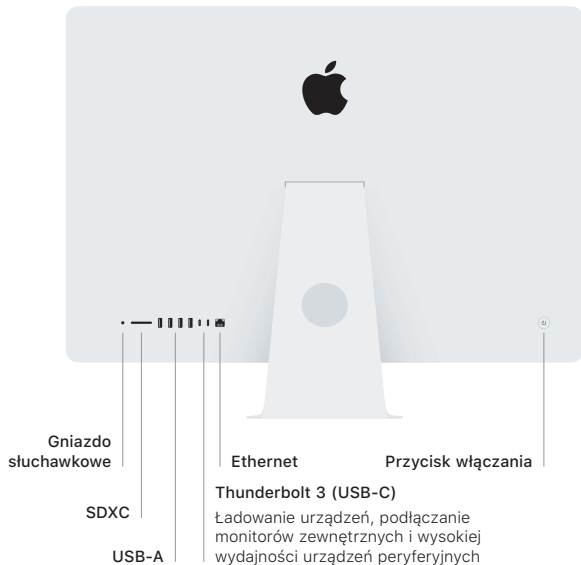 Gniazdo
słuchawkowe
Ethernet
Przycisk włączania
Thunderbolt 3 (USB-C)
SDXC
Ładowanie urządzeń, podłączanie
monitorów zewnętrznych i wysokiej
USB-A
wydajności urządzeń peryferyjnych